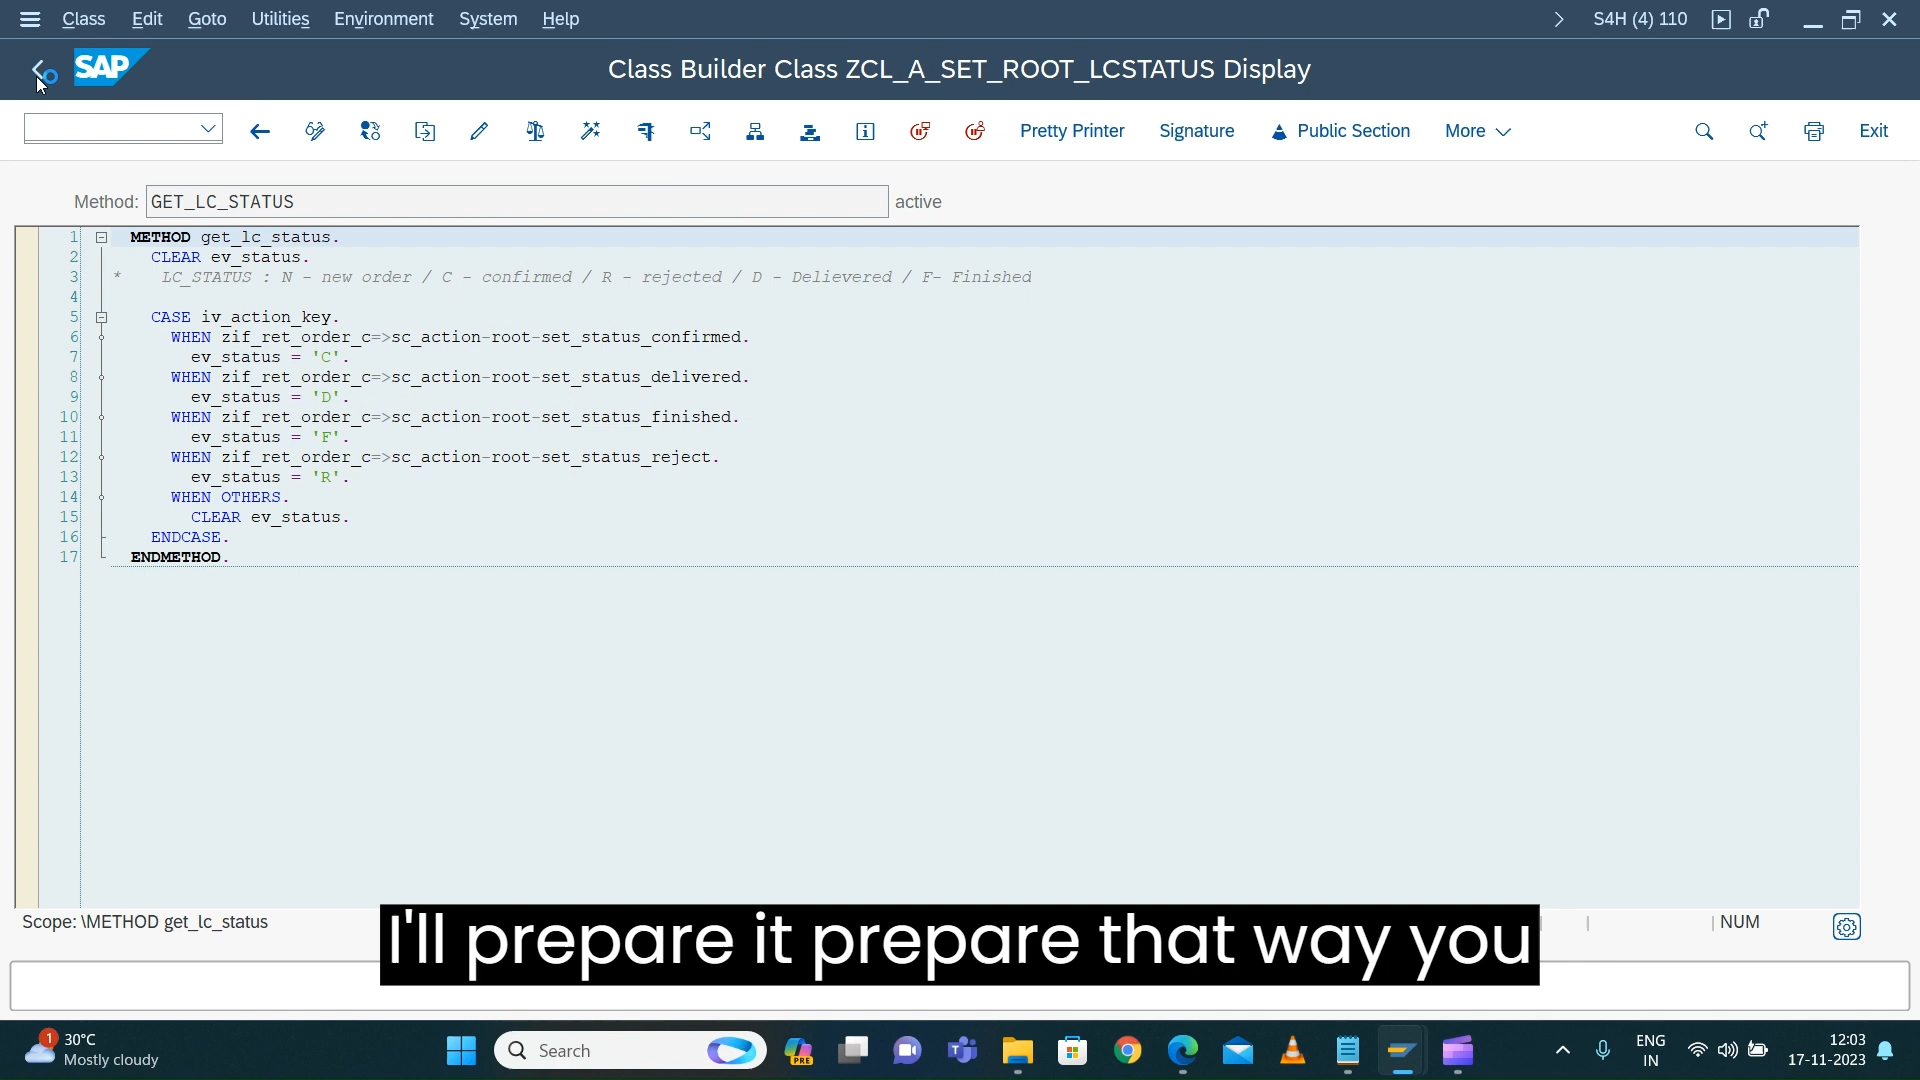 Class Edit Goto Utilities Environment System Help S4H (4) 110
SAP Class Builder Class ZCL_A_SET_ROOT_LCSTATUS Display
Pretty Printer Signature Public Section More Exit
Method: GET_LC_STATUS active
1 METHOD get_lc_status.
2 CLEAR ev_status.
3 * LC_STATUS : N - new order / C - confirmed / R - rejected / D - Delievered / F- Finished
4
5 CASE iv_action_key.
6 WHEN zif_ret_order_c=>sc_action-root-set_status_confirmed.
7 ev_status = 'C'.
8 WHEN zif_ret_order_c=>sc_action-root-set_status_delivered.
9 ev_status = 'D'.
10 WHEN zif_ret_order_c=>sc_action-root-set_status_finished.
11 ev_status = 'F'.
12 WHEN zif_ret_order_c=>sc_action-root-set_status_reject.
13 ev_status = 'R'.
14 WHEN OTHERS.
15 CLEAR ev_status.
16 ENDCASE.
17 ENDMETHOD.
Scope: \METHOD get_lc_status NUM
I'll prepare it prepare that way you
1 30°C
Mostly cloudy
Search
PRE
ENG
IN
12:03
17-11-2023